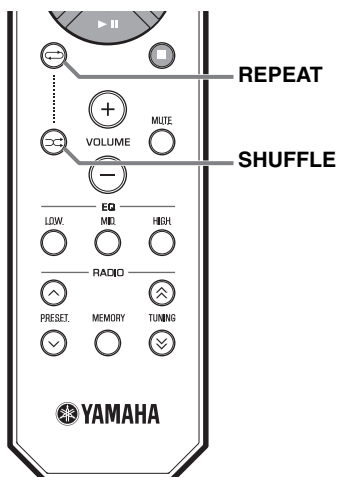 REPEAT
MUTE
VOLUME
SHUFFLE
EQ
LOW MID HIGH
RADIO
PRESET MEMORY TUNING
YAMAHA